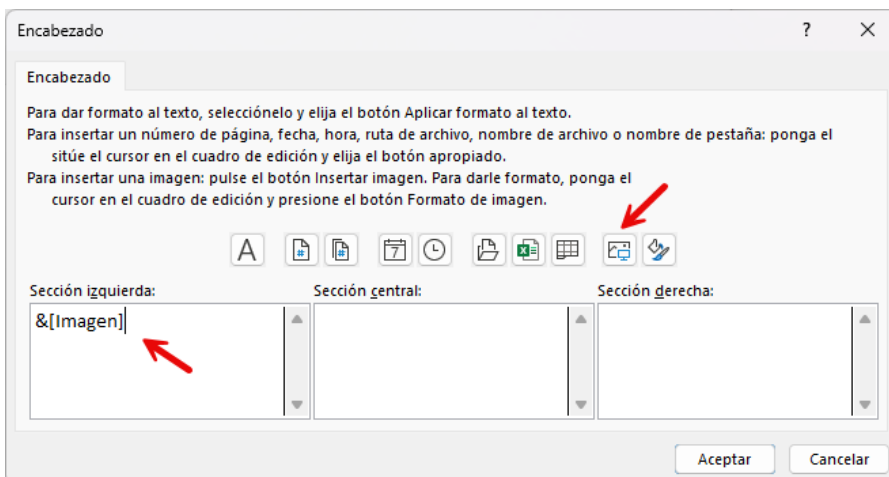 Encabezado
?
Encabezado
Para dar formato al texto, selecciónelo y elija el botón Aplicar formato al texto.
Para insertar un número de página, fecha, hora, ruta de archivo, nombre de archivo o nombre de pestaña: ponga el
sitúe el cursor en el cuadro de edición y elija el botón apropiado.
Para insertar una imagen: pulse el botón Insertar imagen. Para darle formato, ponga el
cursor en el cuadro de edición y presione el botón Formato de imagen.
A # # 7
Sección izquierda: Sección central: Sección derecha:
&[Imagen]
Aceptar Cancelar